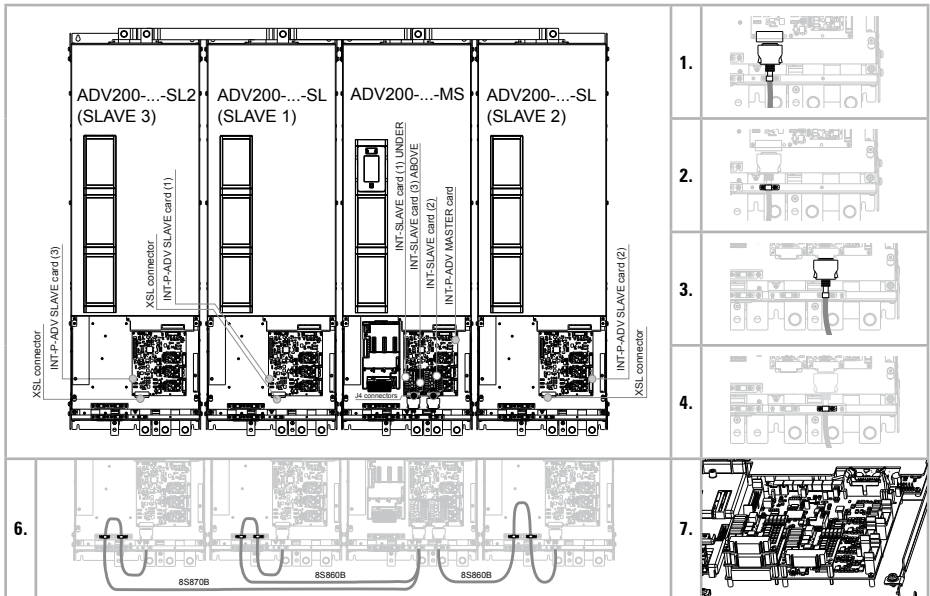 ADV200-...-SL2
(SLAVE 3)
ADV200-...-SL
(SLAVE 1)
ADV200-...-MS
ADV200-...-SL
(SLAVE 2)
XSL connector
INT-P-ADV SLAVE card (3)
XSL connector
INT-P-ADV SLAVE card (1)
INT-SLAVE card (1) UNDER
INT-SLAVE card (3) ABOVE
INT-SLAVE card (2)
INT-P-ADV MASTER card
INT-P-ADV SLAVE card (2)
XSL connector
J4 connectors
1.
2.
3.
4.
6.
8S870B
8S860B
8S860B
7.